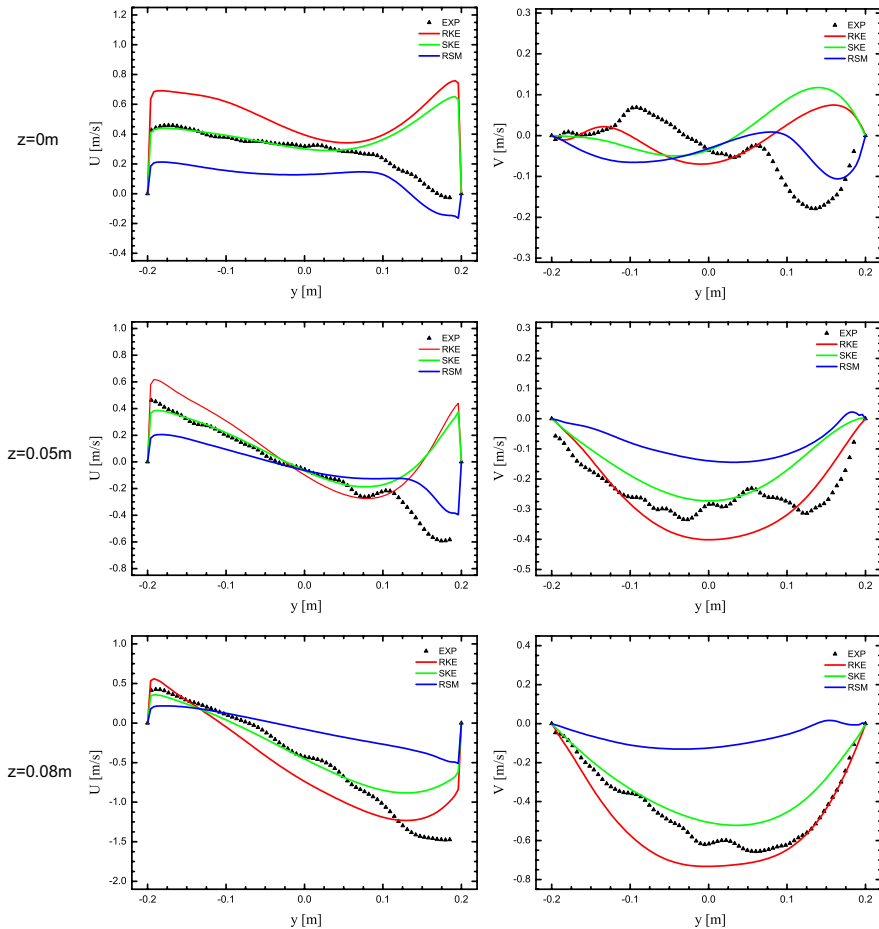 z=0m
U [m/s]
1.2
1.0
0.8
0.6
0.4
0.2
0.0
-0.2
-0.4
EXP
RKE
SKE
RSM
-0.2 -0.1 0.0 0.1 0.2
y [m]
V [m/s]
0.3
0.2
0.1
0.0
-0.1
-0.2
-0.3
EXP
RKE
SKE
RSM
-0.2 -0.1 0.0 0.1 0.2
y [m]
z=0.05m
U [m/s]
1.0
0.8
0.6
0.4
0.2
0.0
-0.2
-0.4
-0.6
-0.8
EXP
RKE
SKE
RSM
-0.2 -0.1 0.0 0.1 0.2
y [m]
V [m/s]
0.3
0.2
0.1
0.0
-0.1
-0.2
-0.3
-0.4
-0.5
EXP
RKE
SKE
RSM
-0.2 -0.1 0.0 0.1 0.2
y [m]
z=0.08m
U [m/s]
1.0
0.5
0.0
-0.5
-1.0
-1.5
-2.0
EXP
RKE
SKE
RSM
-0.2 -0.1 0.0 0.1 0.2
y [m]
V [m/s]
0.4
0.2
0.0
-0.2
-0.4
-0.6
-0.8
EXP
RKE
SKE
RSM
-0.2 -0.1 0.0 0.1 0.2
y [m]